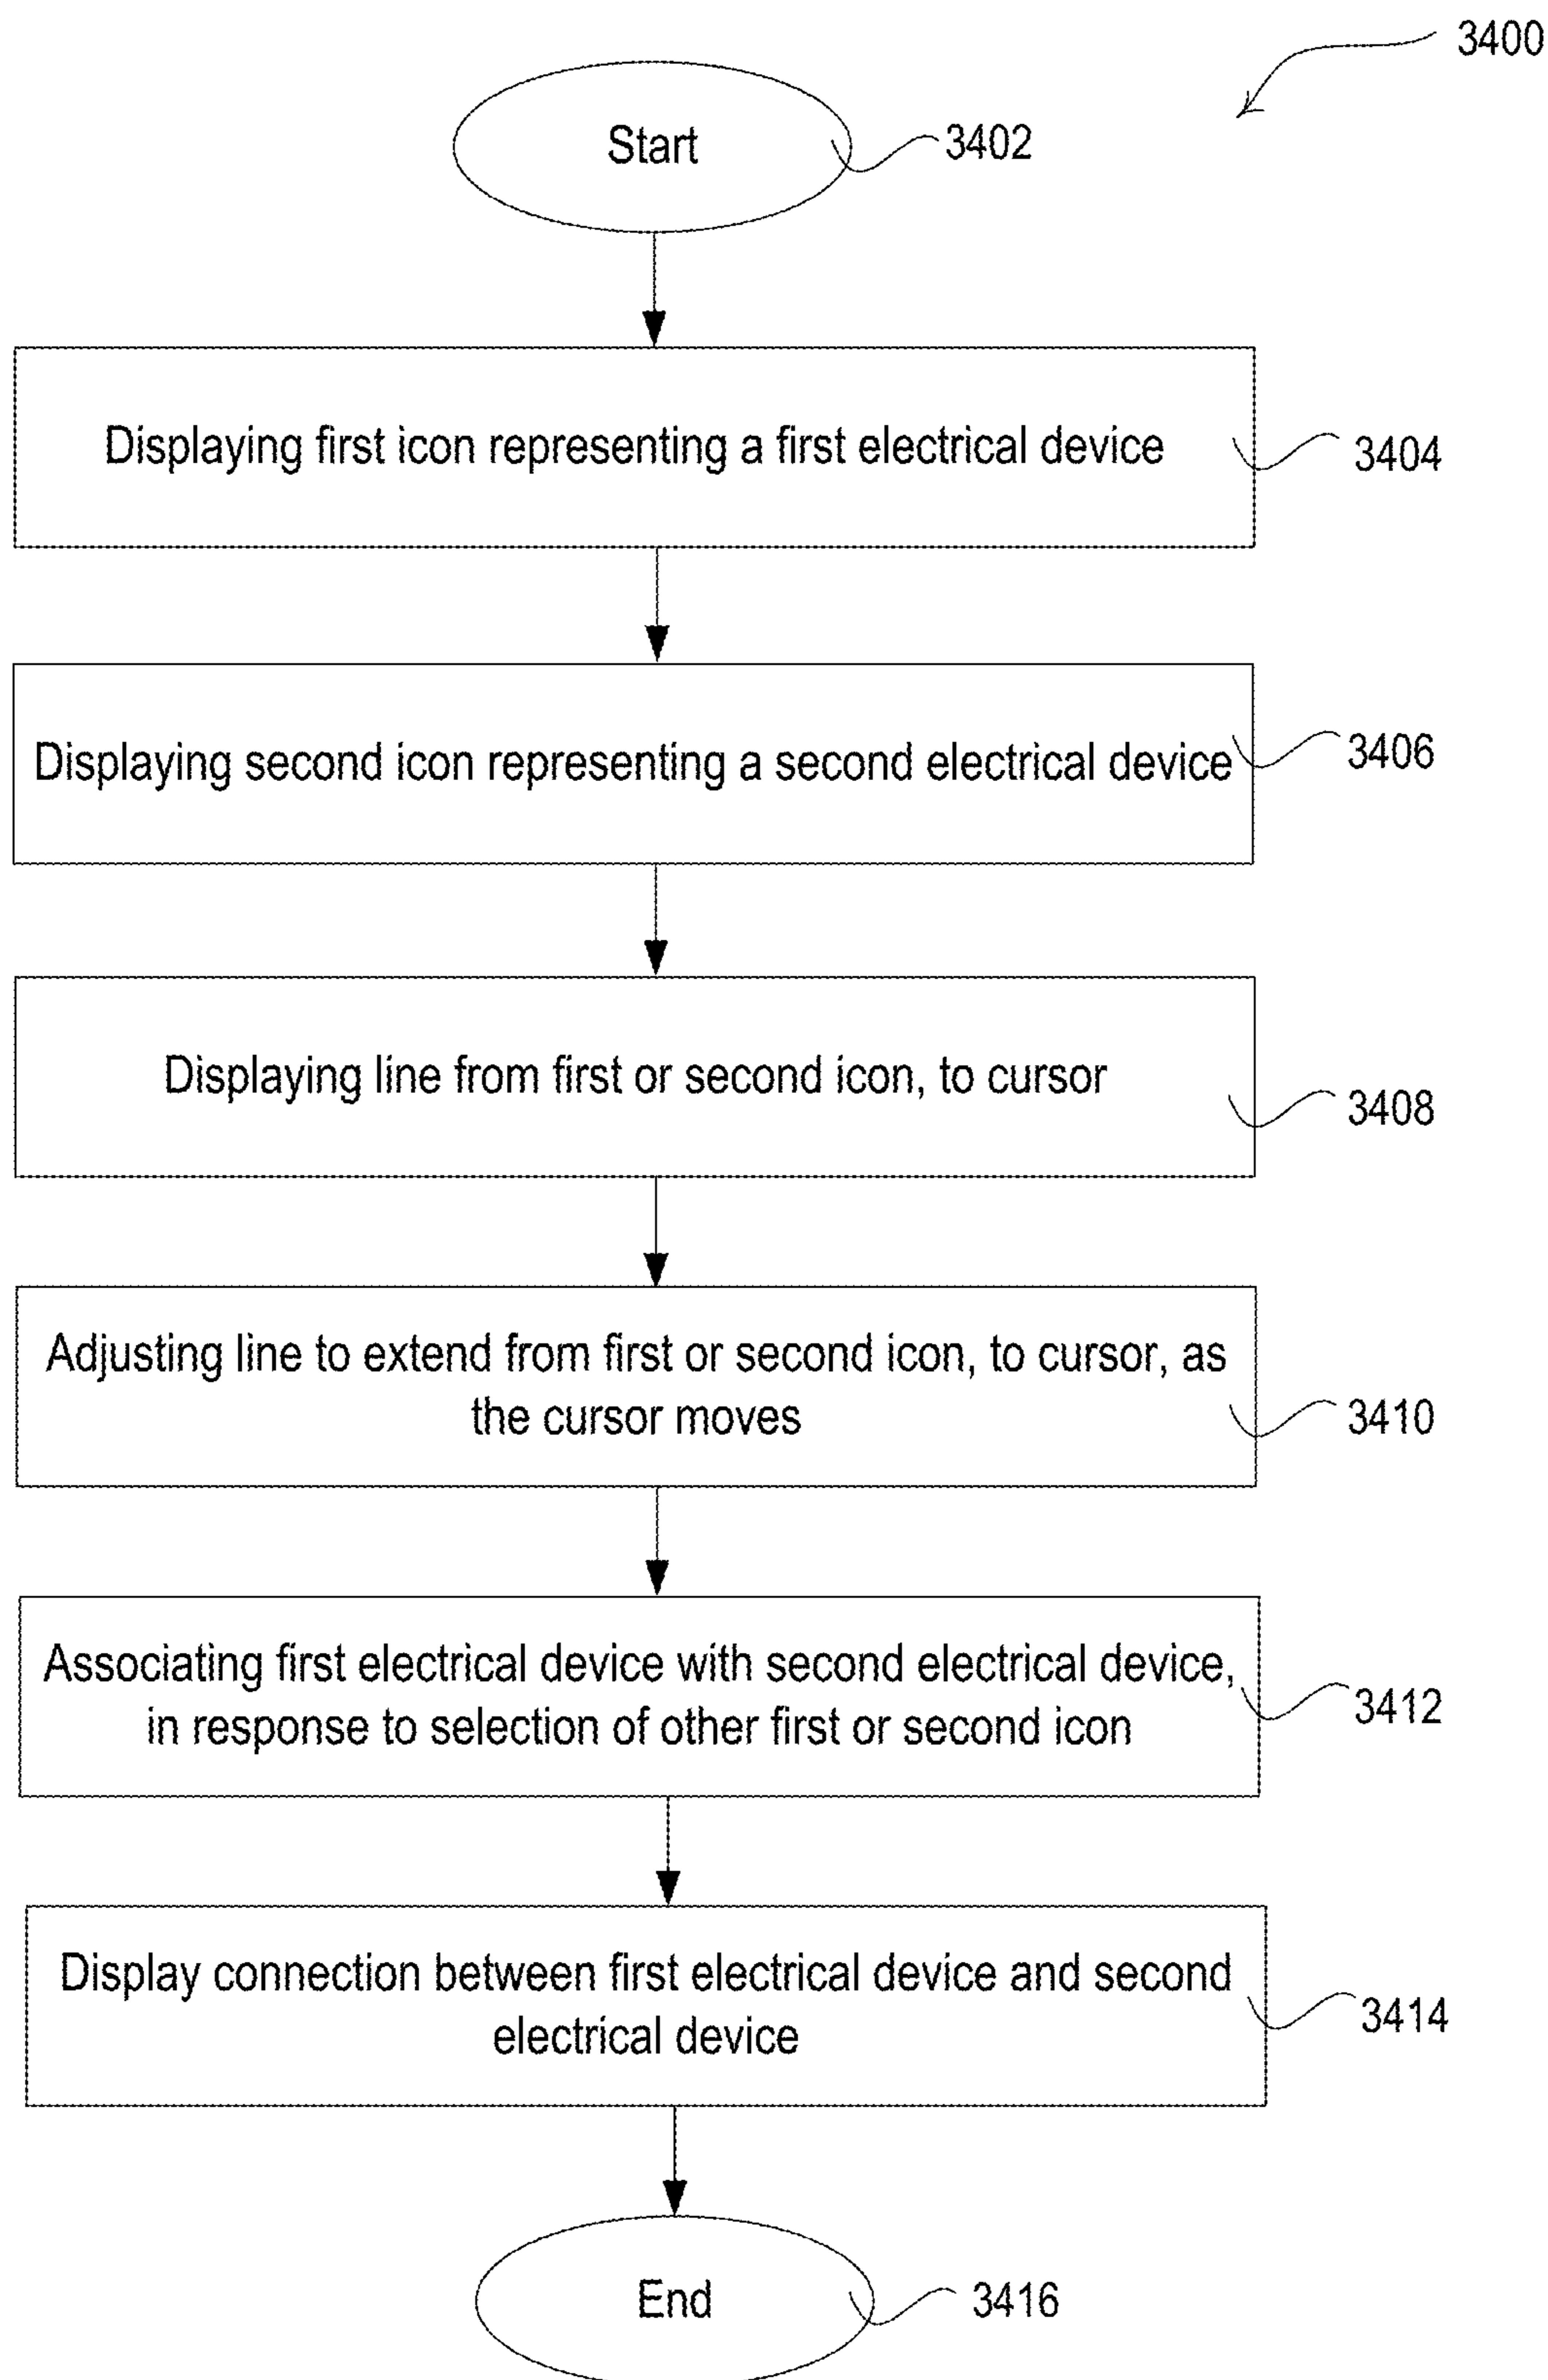 3400
Start
3402
Displaying first icon representing a first electrical device
3404
Displaying second icon representing a second electrical device
3406
Displaying line from first or second icon, to cursor
3408
Adjusting line to extend from first or second icon, to cursor, as
the cursor moves
3410
Associating first electrical device with second electrical device,
in response to selection of other first or second icon
3412
Display connection between first electrical device and second
electrical device
3414
End
3416